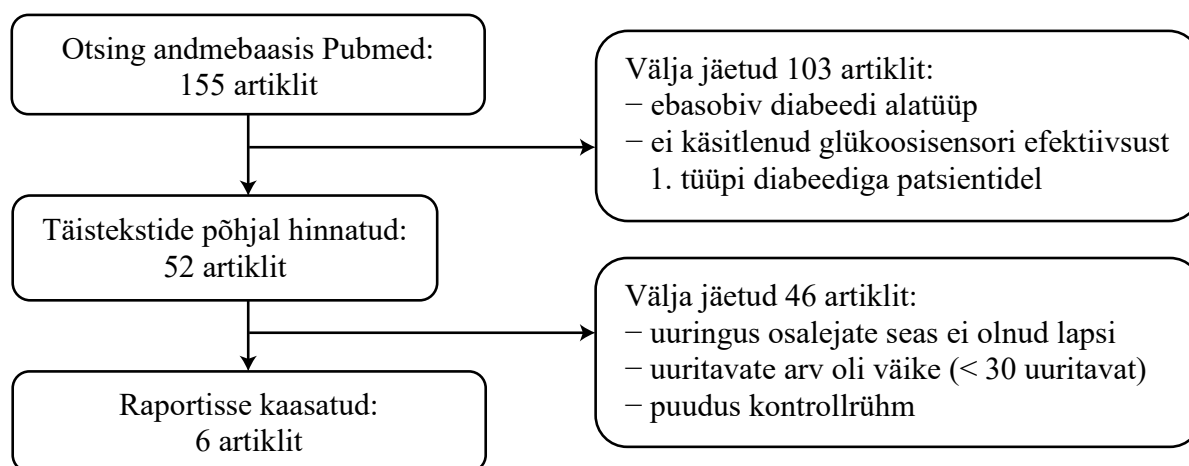 Otsing andmebaasis Pubmed:
155 artiklit
Välja jäetud 103 artiklit:
− ebasobiv diabeedi alatüüp
− ei käsitlenud glükoosisensori efektiivsust
1. tüüpi diabeediga patsientidel
Täistekstide põhjal hinnatud:
52 artiklit
Välja jäetud 46 artiklit:
− uuringus osalejate seas ei olnud lapsi
− uuritavate arv oli väike (< 30 uuritavat)
− puudus kontrollrühm
Raportisse kaasatud:
6 artiklit